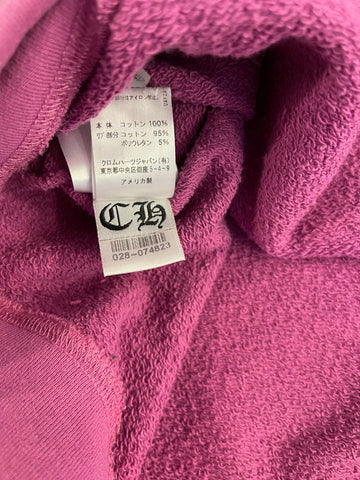 本体 コットン 100%
リブ部分 コットン 95%
ポリウレタン 5%
クロムハーツジャパン(有)
東京都中央区銀座5-4-9
アメリカ製
CH
028-074823